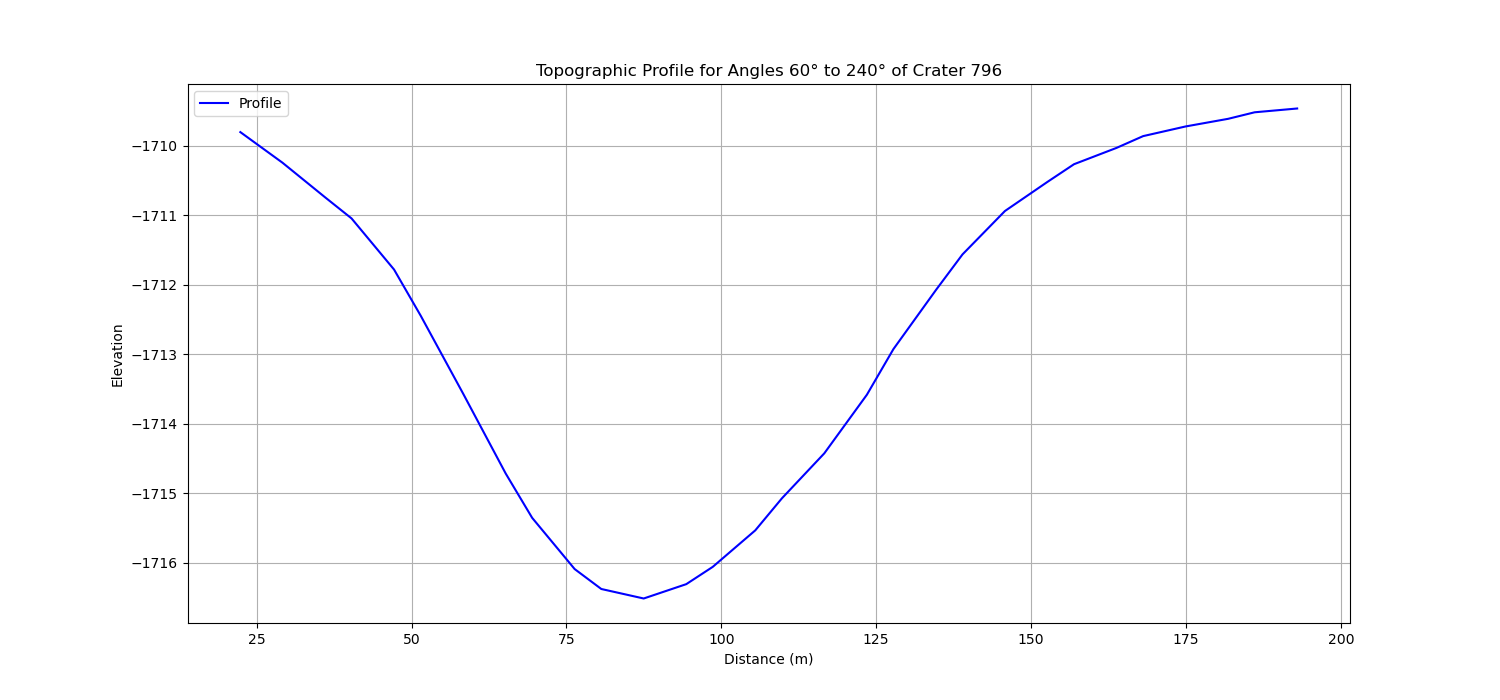 Topographic Profile for Angles 60° to 240° of Crater 796
Profile
−1710
−1711
−1712
−1713
−1714
−1715
−1716
Elevation
25 50 75 100 125 150 175 200
Distance (m)